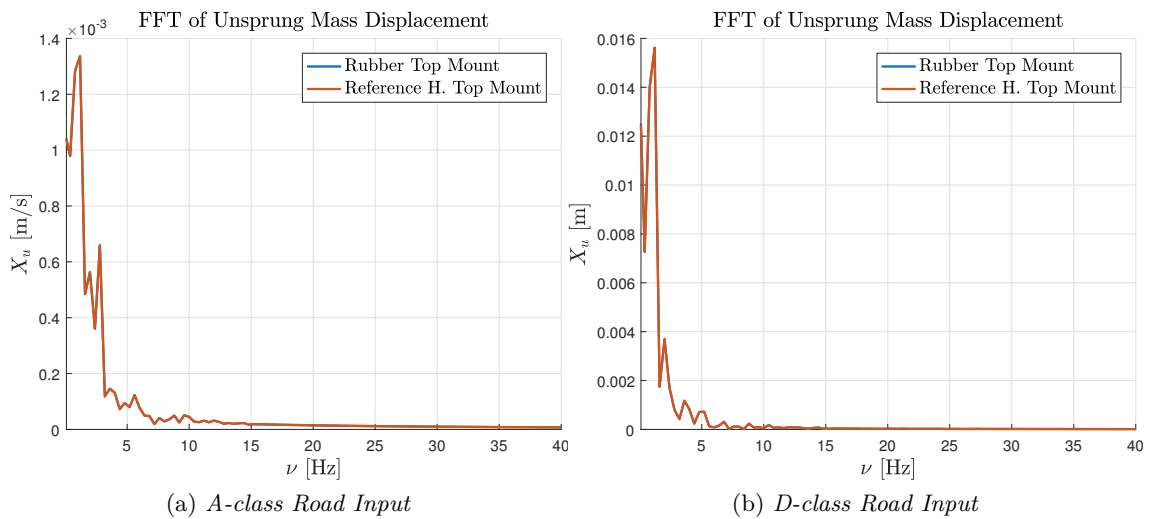 FFT of Unsprung Mass Displacement
×10⁻³
1.4
1.2
1
0.8
0.6
0.4
0.2
0
5
10
15
20
25
30
35
40
X_u [m/s]
ν [Hz]
Rubber Top Mount
Reference H. Top Mount
(a) A-class Road Input
FFT of Unsprung Mass Displacement
0.016
0.014
0.012
0.01
0.008
0.006
0.004
0.002
0
5
10
15
20
25
30
35
40
X_u [m]
ν [Hz]
Rubber Top Mount
Reference H. Top Mount
(b) D-class Road Input